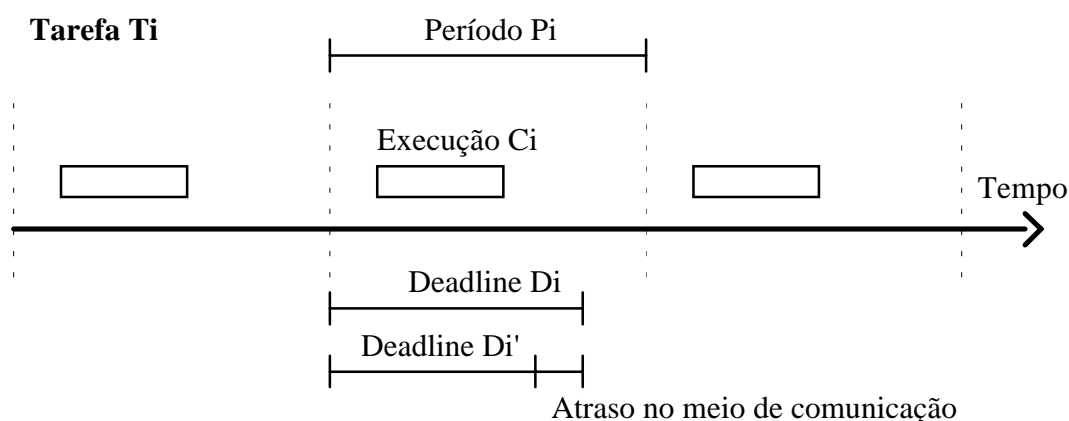 Tarefa Ti
Período Pi
Execução Ci
Tempo
Deadline Di
Deadline Di'
Atraso no meio de comunicação